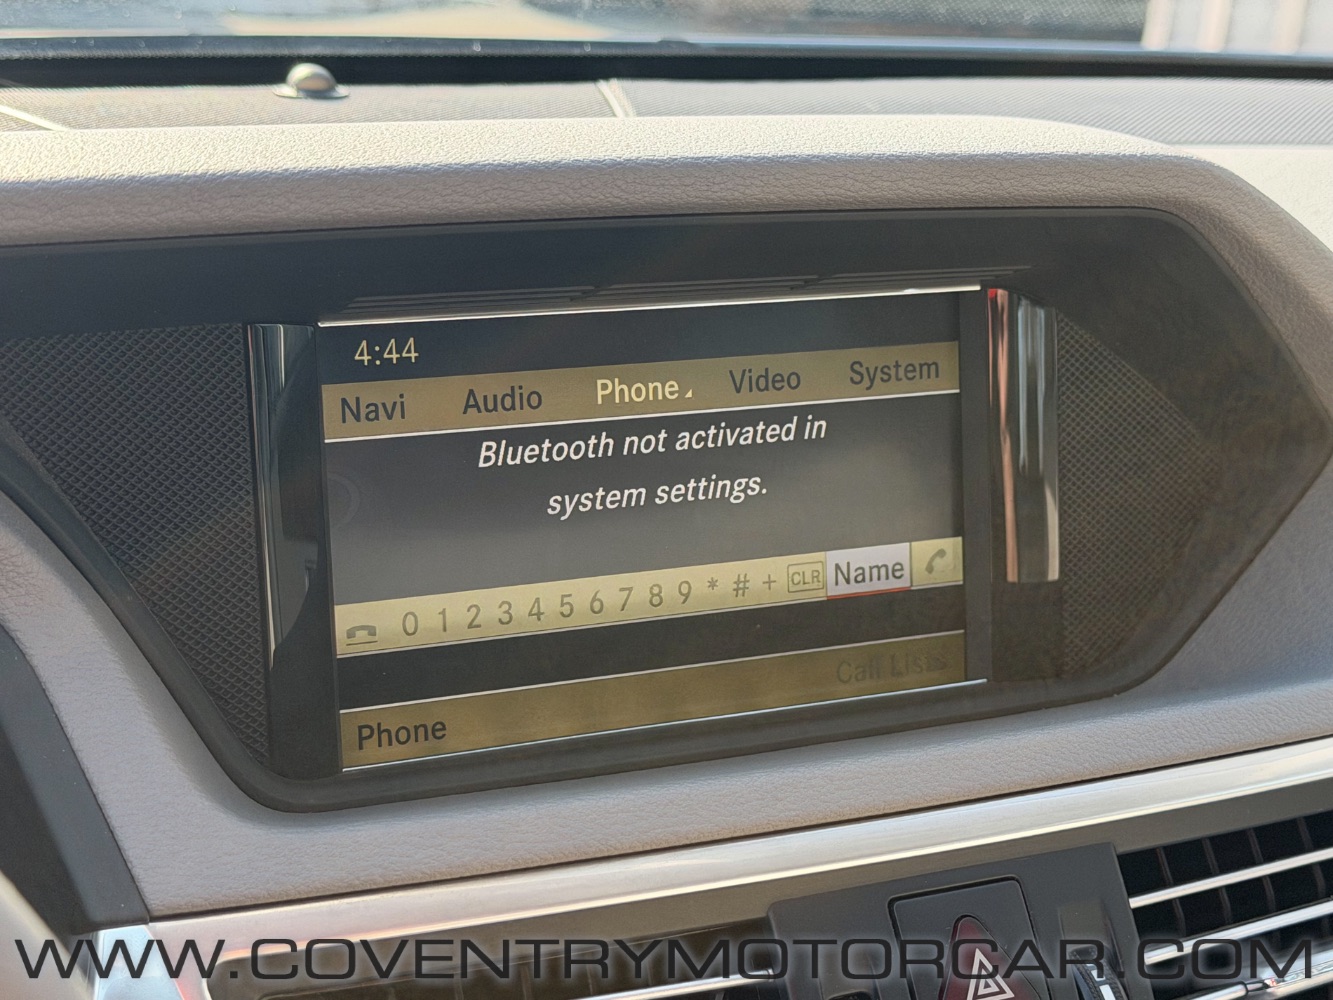 4:44
Navi Audio Phone Video System
Bluetooth not activated in
system settings.
0 1 2 3 4 5 6 7 8 9 * # + CLR Name
Call Lists
Phone
WWW.COVENTRYMOTORCAR.COM